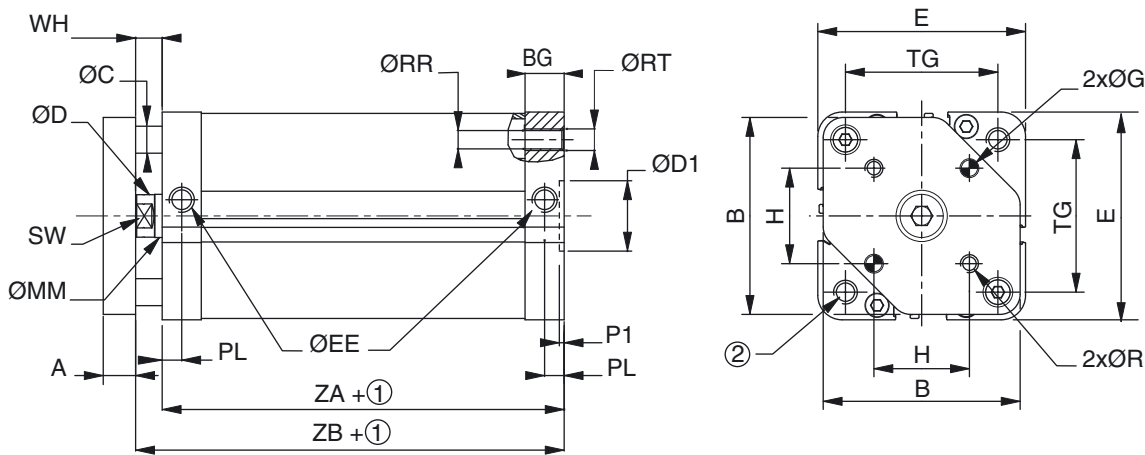 WH
E
ØC
ØRR
BG
ØRT
TG
2xØG
ØD
ØD1
B
H
TG
E
SW
ØMM
ØEE
P1
A
PL
PL
②
H
2xØR
ZA +①
B
ZB +①